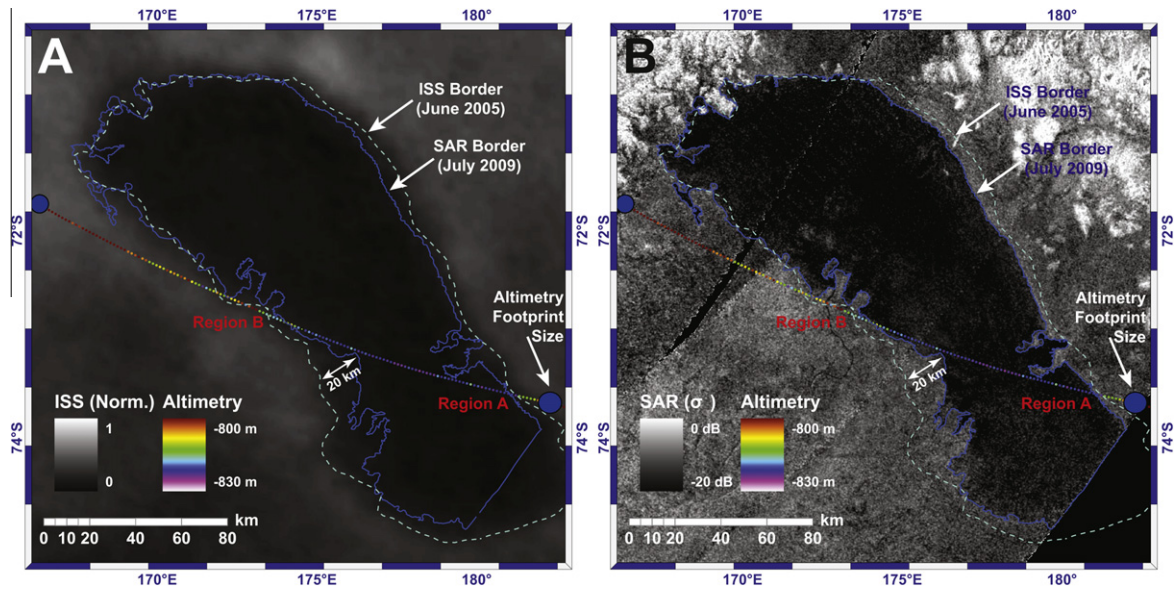 170°E 175°E 180°
A
ISS Border
(June 2005)
SAR Border
(July 2009)
72°S
72°S
Altimetry
Footprint
Size
Region B
20 km
Region A
ISS (Norm.)
1
0
Altimetry
-800 m
-830 m
74°S
km
0 10 20 40 60 80
170°E 175°E 180°
170°E 175°E 180°
B
ISS Border
(June 2005)
SAR Border
(July 2009)
72°S
72°S
Altimetry
Footprint
Size
Region B
20 km
Region A
SAR (σ )
0 dB
-20 dB
Altimetry
-800 m
-830 m
74°S
74°S
km
0 10 20 40 60 80
170°E 175°E 180°